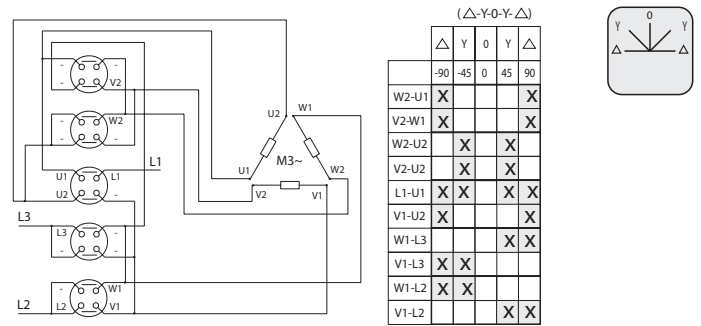 (△-Y-0-Y-△)
△ Y 0 Y △
-90 -45 0 45 90
W2-U1 X X
V2-W1 X X
W2-U2 X X
V2-U2 X X
L1-U1 X X X X
V1-U2 X X
W1-L3 X X
V1-L3 X X
W1-L2 X X
V1-L2 X X
0
Y Y
△ △
- -
- V2
- W2
- -
L1
U1 L1
U2 -
L3
L3 -
- -
- W1
L2
L2 V1
U2 W1
M3~
U1 W2
V2 V1